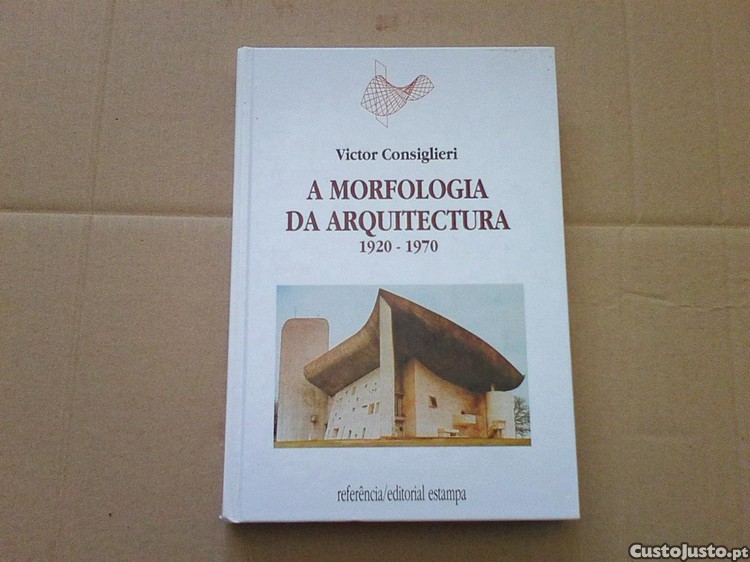 Victor Consiglieri
A MORFOLOGIA
DA ARQUITECTURA
1920 - 1970
referência/editorial estampa
CustoJusto.pt